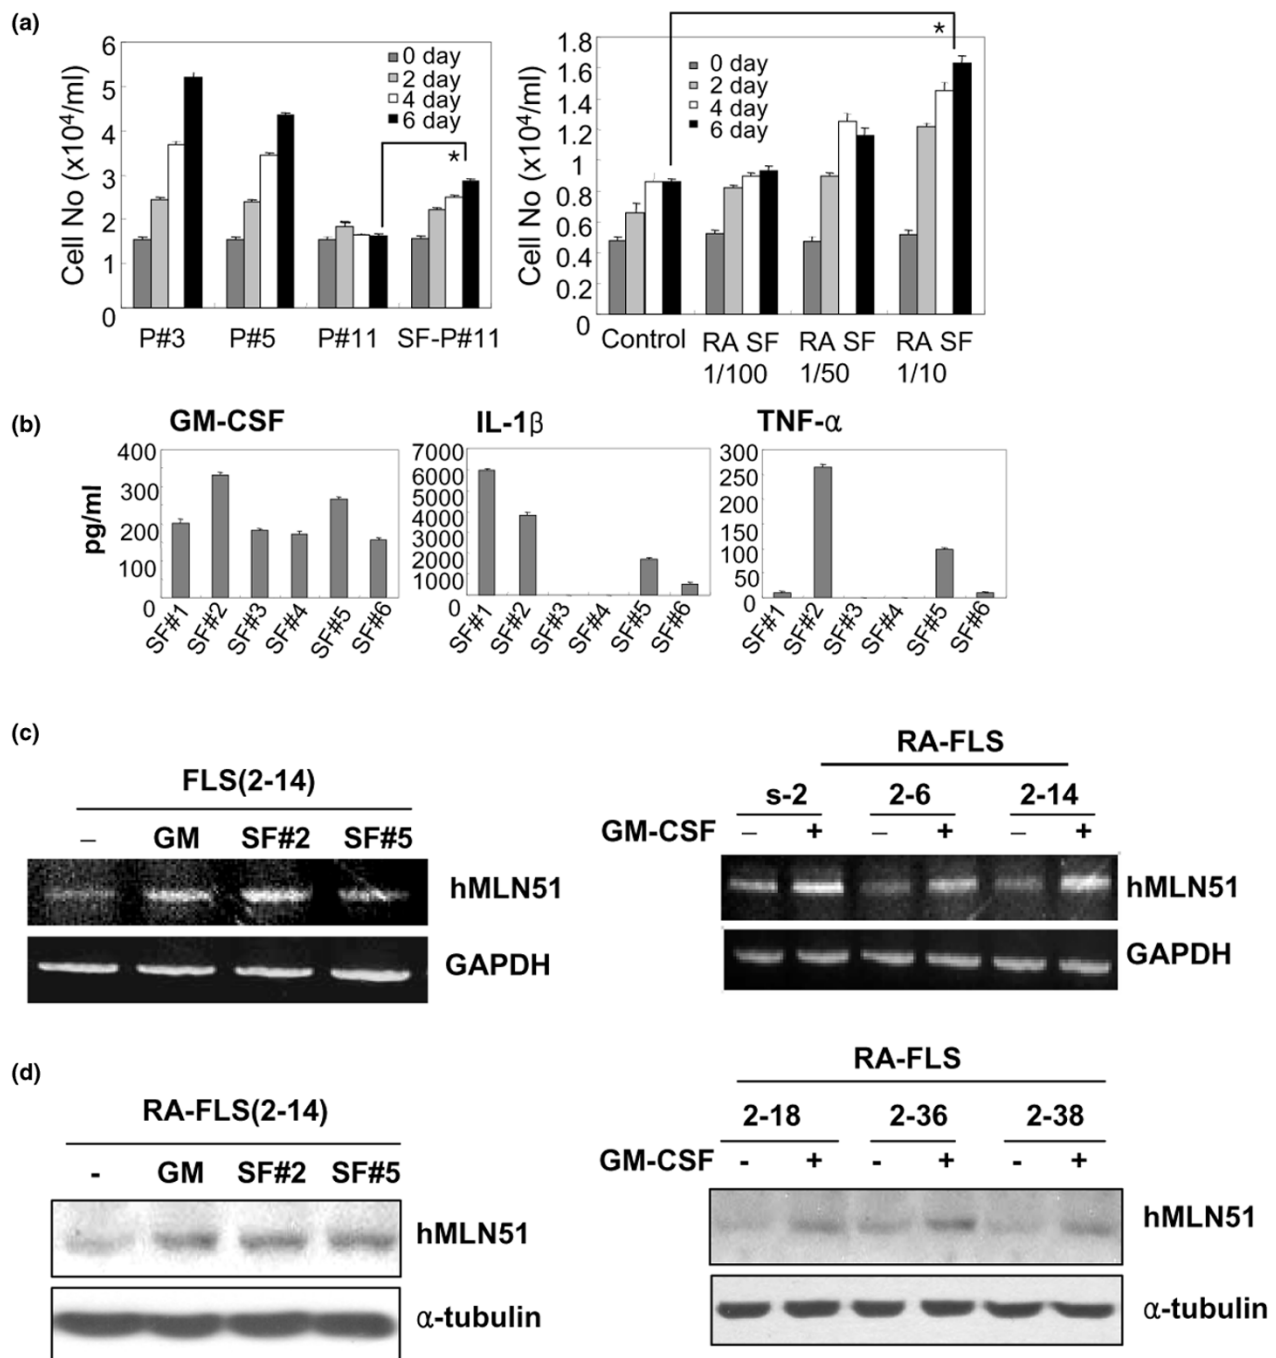 (a)
6
5
4
3
2
1
0
Cell No (x10⁴/ml)
0 day
2 day
4 day
6 day
*
P#3 P#5 P#11 SF-P#11
1.8
1.6
1.4
1.2
1
0.8
0.6
0.4
0.2
0
Cell No (x10⁴/ml)
0 day
2 day
4 day
6 day
*
Control RA SF RA SF RA SF
1/100 1/50 1/10
(b)
GM-CSF
400
300
200
100
0
pg/ml
SF#1 SF#2 SF#3 SF#4 SF#5 SF#6
IL-1β
7000
6000
5000
4000
3000
2000
1000
0
SF#1 SF#2 SF#3 SF#4 SF#5 SF#6
TNF-α
300
250
200
150
100
50
0
SF#1 SF#2 SF#3 SF#4 SF#5 SF#6
(c)
FLS(2-14)
– GM SF#2 SF#5
hMLN51
GAPDH
RA-FLS
s-2 2-6 2-14
GM-CSF – + – + – +
hMLN51
GAPDH
(d)
RA-FLS(2-14)
- GM SF#2 SF#5
hMLN51
α-tubulin
RA-FLS
2-18 2-36 2-38
GM-CSF - + - + - +
hMLN51
α-tubulin